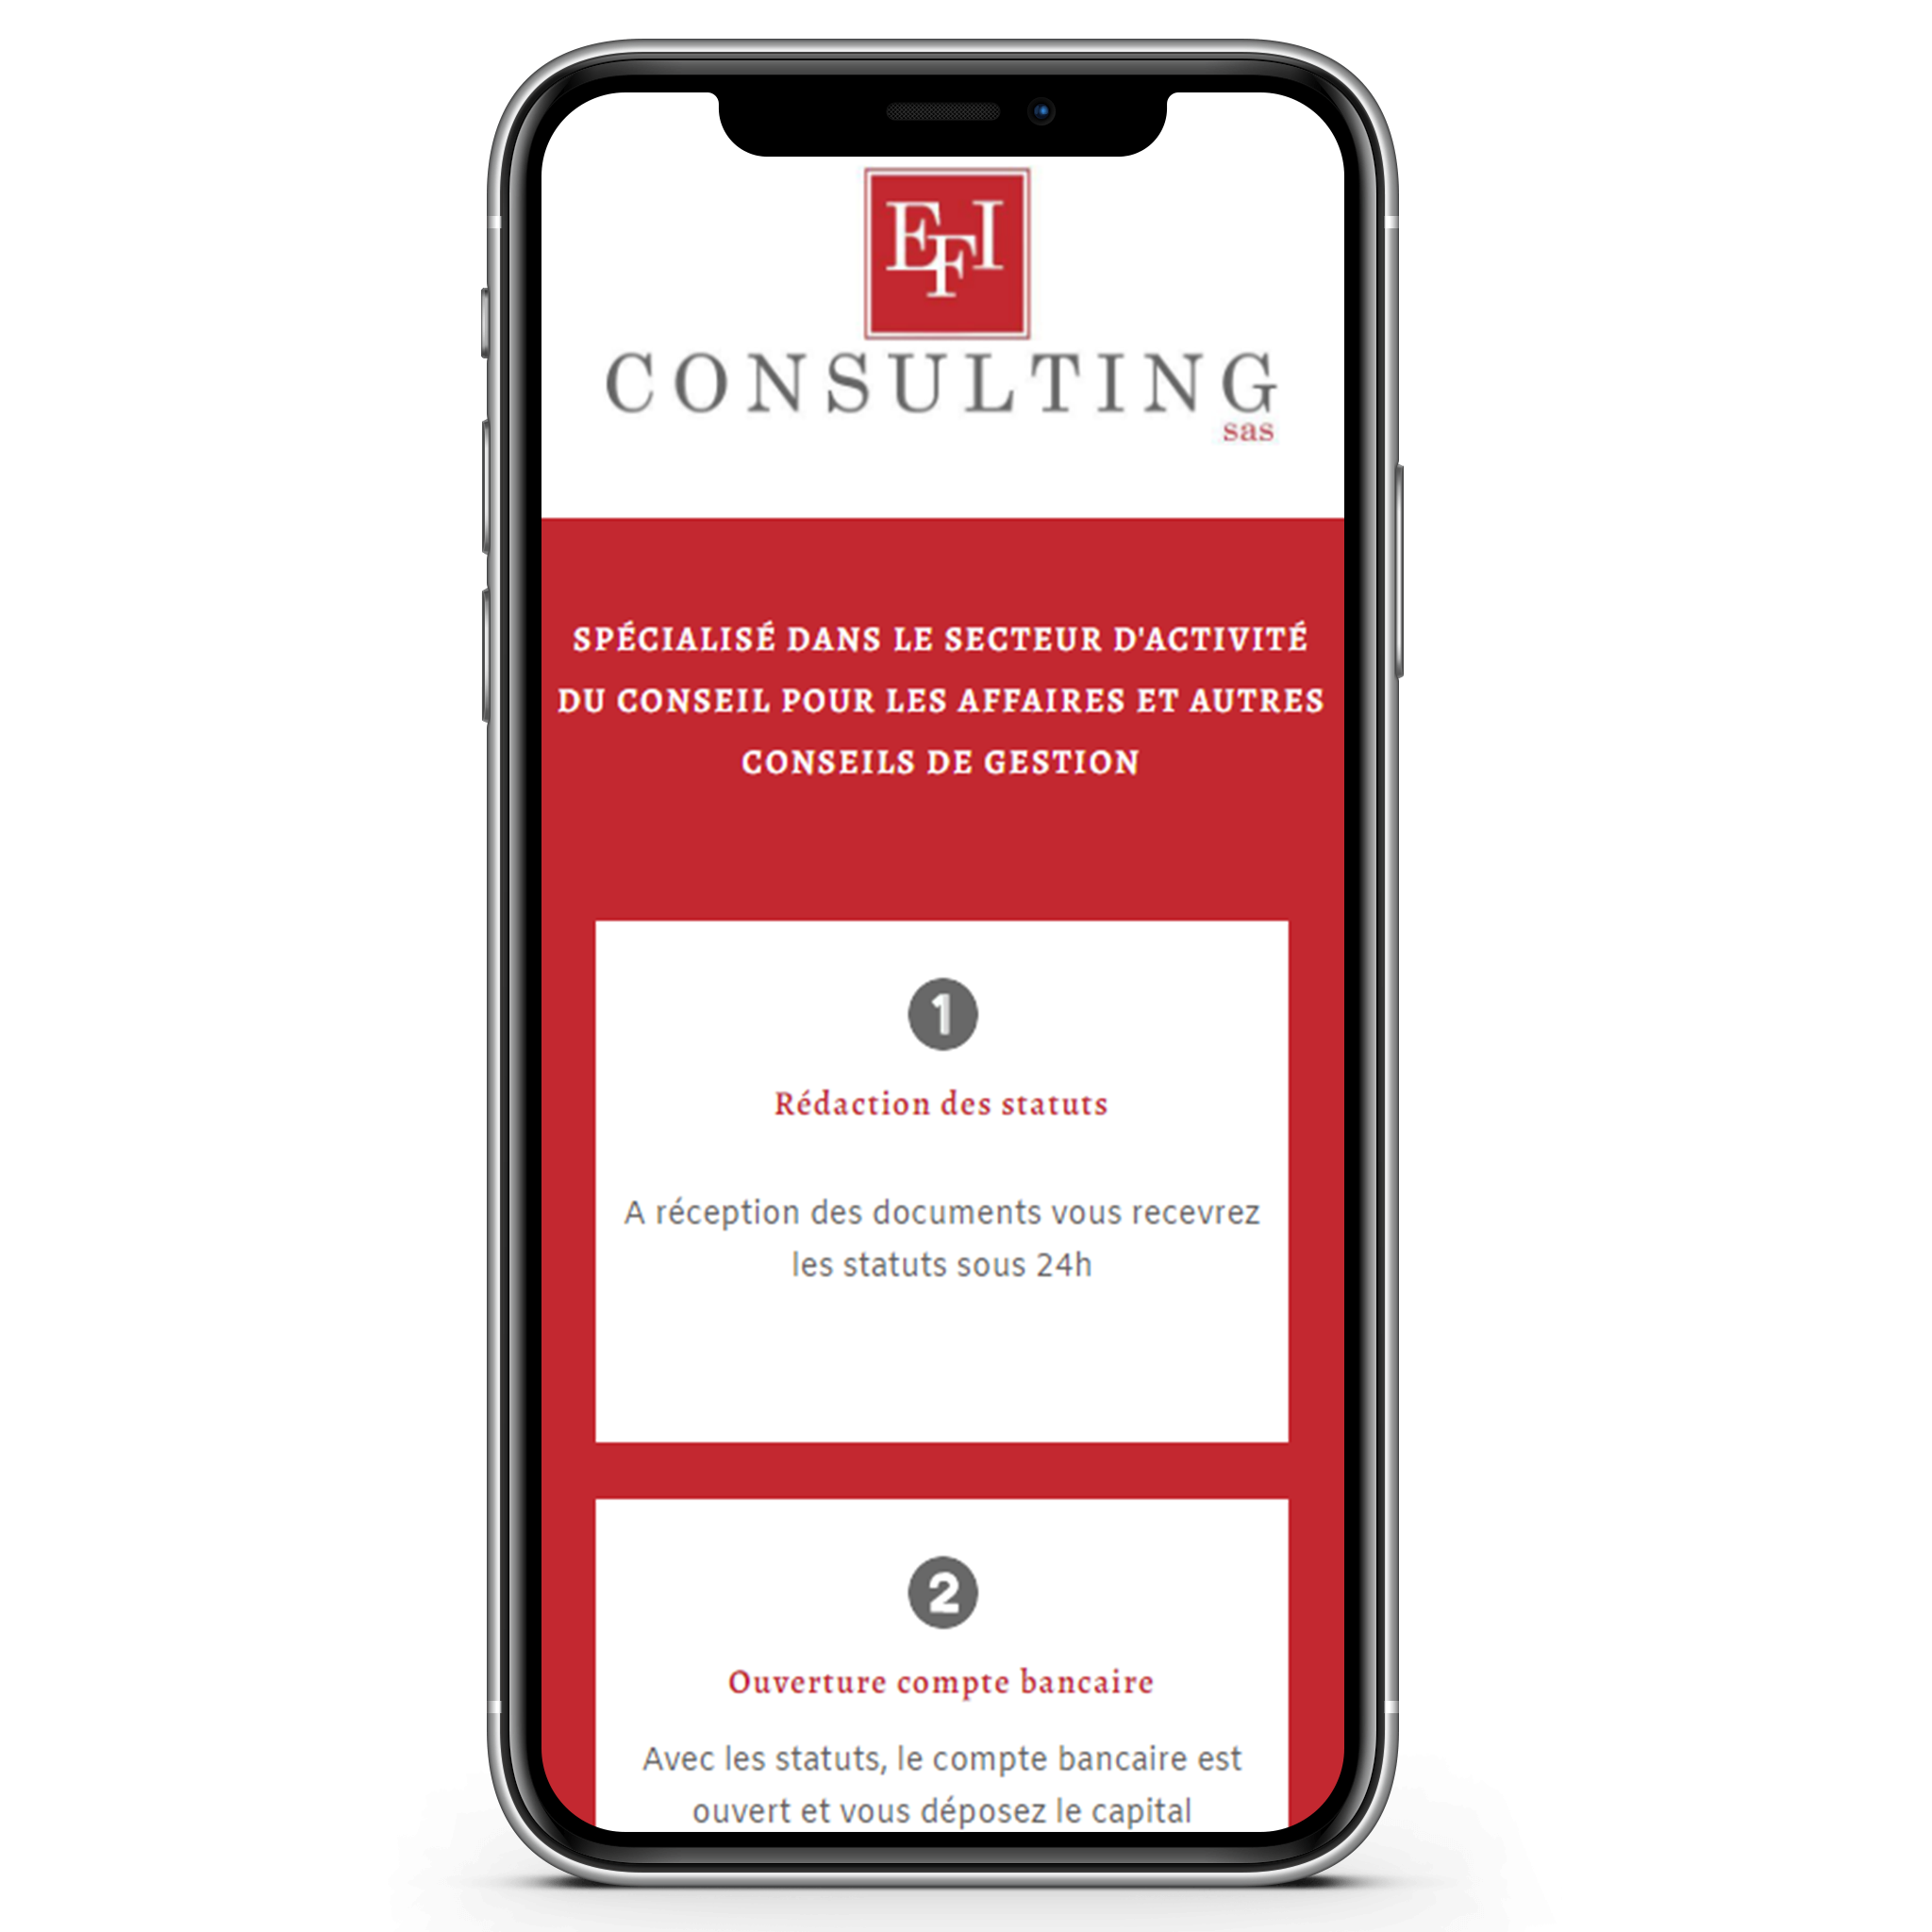 EFI
CONSULTING
sas
SPÉCIALISÉ DANS LE SECTEUR D'ACTIVITÉ
DU CONSEIL POUR LES AFFAIRES ET AUTRES
CONSEILS DE GESTION
1
Rédaction des statuts
A réception des documents vous recevrez
les statuts sous 24h
2
Ouverture compte bancaire
Avec les statuts, le compte bancaire est
ouvert et vous déposez le capital